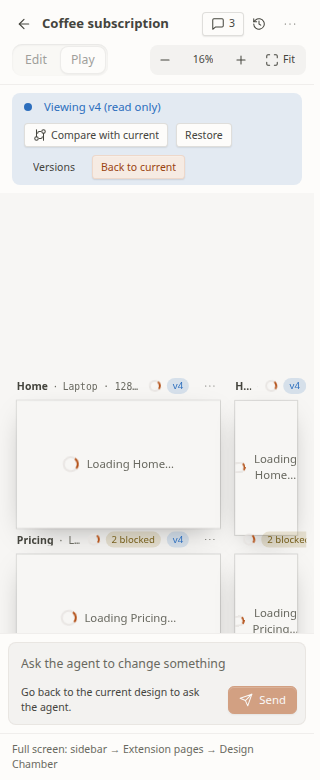 Coffee subscription 3 ...
Edit Play 16% Fit
Viewing v4 (read only)
Compare with current Restore
Versions Back to current
Home · Laptop · 128… v4 ... H… v4
Loading Home… Loading
Home…
Pricing · L… 2 blocked v4 ... 2 blocked
Loading Pricing… Loading
Pricing…
Ask the agent to change something
Go back to the current design to ask
the agent.
Send
Full screen: sidebar → Extension pages → Design
Chamber